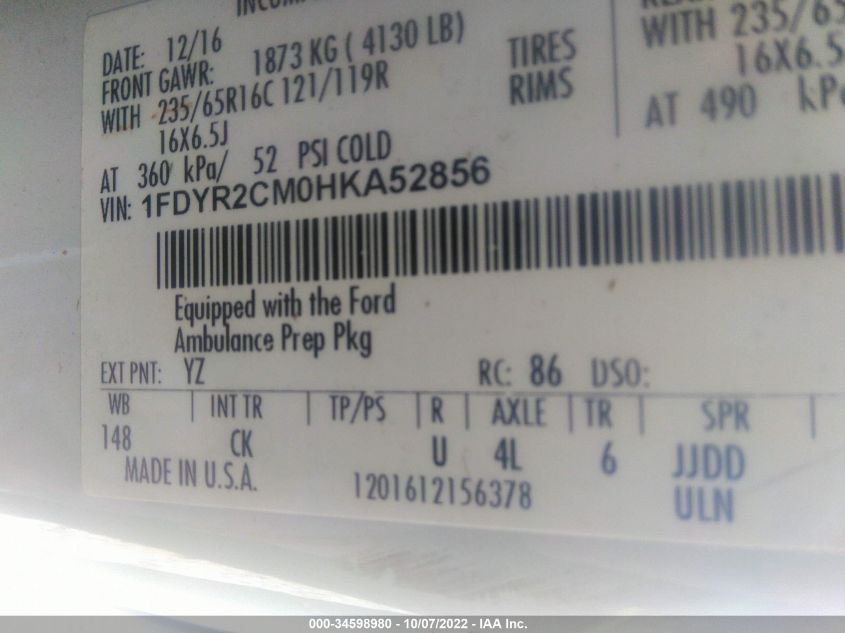 DATE: 12/16
FRONT GAWR: 1873 KG ( 4130 LB)
WITH 235/65R16C 121/119R TIRES
16X6.5J RIMS
AT 360 kPa/ 52 PSI COLD
WITH 235/65
16X6.5
AT 490 kPa
VIN: 1FDYR2CM0HKA52856
Equipped with the Ford
Ambulance Prep Pkg
EXT PNT: YZ RC: 86 DSO:
WB | INT TR | TP/PS | R | AXLE | TR | SPR |
148 CK U 4L 6 JJDD
MADE IN U.S.A. 1201612156378 ULN
000-34598980 - 10/07/2022 - IAA Inc.